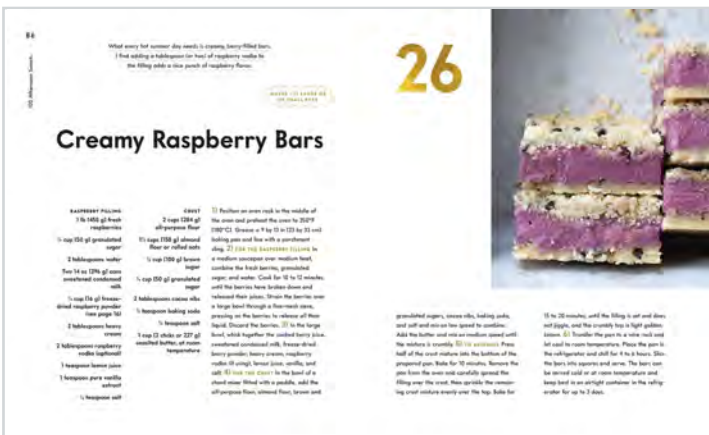 86
100 Afternoon Sweets
What every hot summer day needs is creamy, berry-filled bars.
I find adding a tablespoon (or two) of raspberry vodka to
the filling adds a nice punch of raspberry flavor.
MAKES 12 LARGE OR
24 SMALL BARS
Creamy Raspberry Bars
RASPBERRY FILLING
1 lb (450 g) fresh
raspberries
¼ cup (50 g) granulated
sugar
2 tablespoons water
Two 14 oz (396 g) cans
sweetened condensed
milk
½ cup (16 g) freeze-
dried raspberry powder
(see page 16)
2 tablespoons heavy
cream
2 tablespoons raspberry
vodka (optional)
1 teaspoon lemon juice
1 teaspoon pure vanilla
extract
¼ teaspoon salt
CRUST
2 cups (284 g)
all-purpose flour
1½ cups (150 g) almond
flour or rolled oats
½ cup (100 g) brown
sugar
¼ cup (50 g) granulated
sugar
2 tablespoons cacao nibs
½ teaspoon baking soda
½ teaspoon salt
1 cup (2 sticks or 227 g)
unsalted butter, at room
temperature
1) Position an oven rack in the middle of
the oven and preheat the oven to 350°F
[180°C]. Grease a 9 by 13 in [23 by 33 cm]
baking pan and line with a parchment
sling. 2) FOR THE RASPBERRY FILLING In
a medium saucepan over medium heat,
combine the fresh berries, granulated
sugar, and water. Cook for 10 to 12 minutes,
until the berries have broken down and
released their juices. Strain the berries over
a large bowl through a fine-mesh sieve,
pressing on the berries to release all their
liquid. Discard the berries. 3) In the large
bowl, whisk together the cooked berry juice,
sweetened condensed milk, freeze-dried
berry powder, heavy cream, raspberry
vodka (if using), lemon juice, vanilla, and
salt. 4) FOR THE CRUST In the bowl of a
stand mixer fitted with a paddle, add the
all-purpose flour, almond flour, brown and
26
granulated sugars, cacao nibs, baking soda,
and salt and mix on low speed to combine.
Add the butter and mix on medium speed until
the mixture is crumbly. 5) TO ASSEMBLE Press
half of the crust mixture into the bottom of the
prepared pan. Bake for 10 minutes. Remove the
pan from the oven and carefully spread the
filling over the crust, then sprinkle the remain-
ing crust mixture evenly over the top. Bake for
15 to 20 minutes, until the filling is set and does
not jiggle, and the crumbly top is light golden
brown. 6) Transfer the pan to a wire rack and
let cool to room temperature. Place the pan in
the refrigerator and chill for 4 to 6 hours. Slice
the bars into squares and serve. The bars can
be served cold or at room temperature and
keep best in an airtight container in the refrig-
erator for up to 2 days.